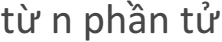 từ n phần tử